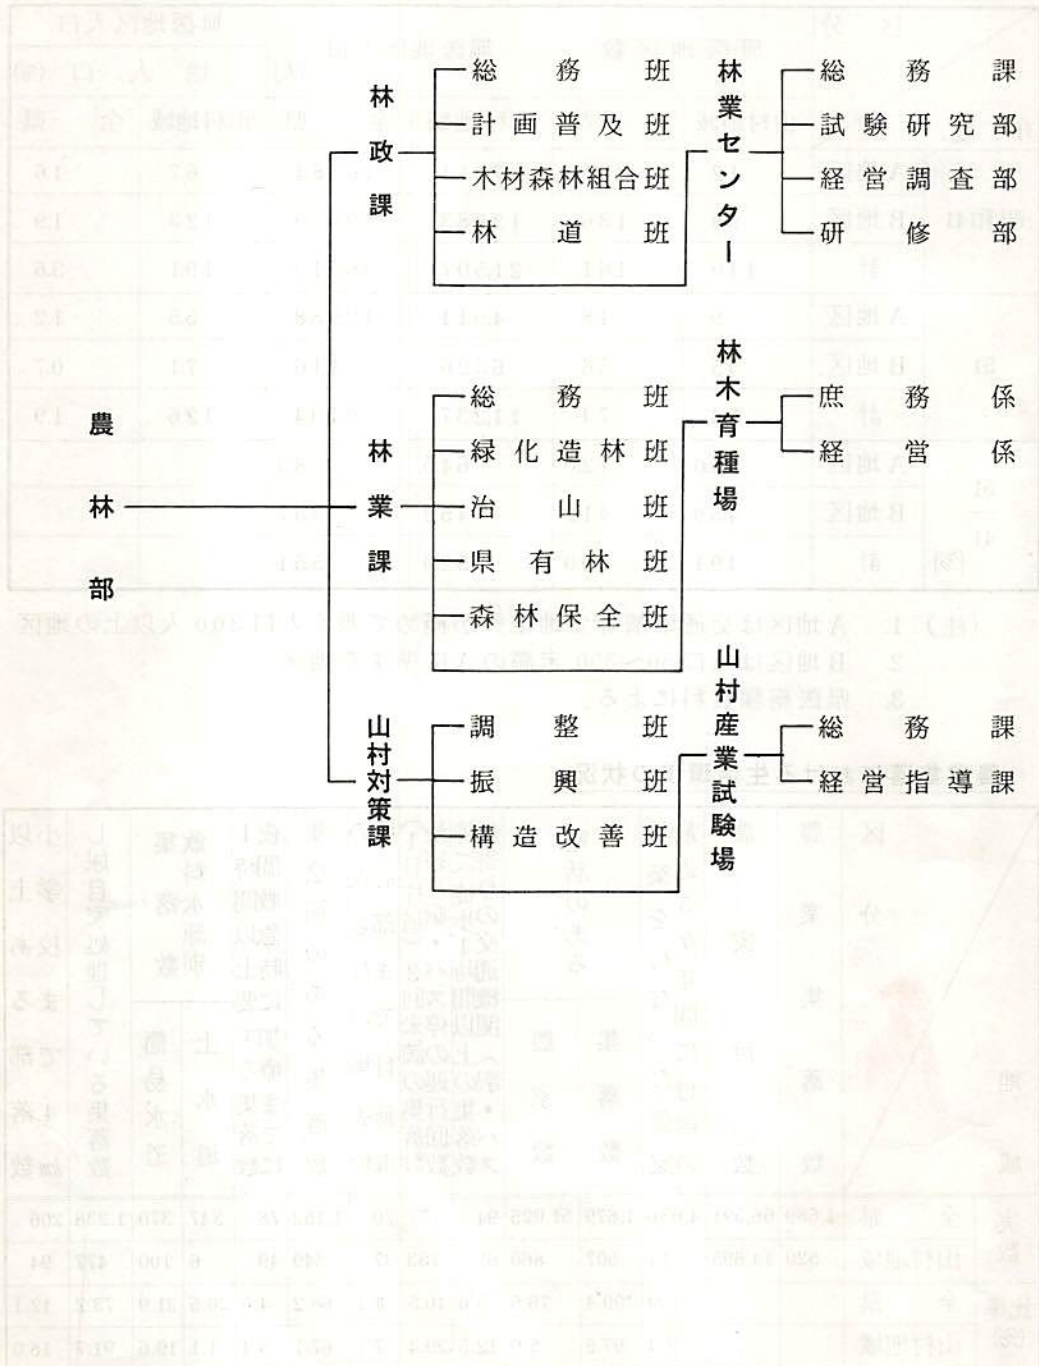 農林部
林政課
総務班
計画普及班
木材森林組合班
林道班
林業センター
総務課
試験研究部
経営調査部
研修部
林業課
総務班
緑化造林班
治山班
県有林班
森林保全班
林木育種場
庶務係
経営係
山村対策課
調整班
振興班
構造改善班
山村産業試験場
総務課
経営指導課